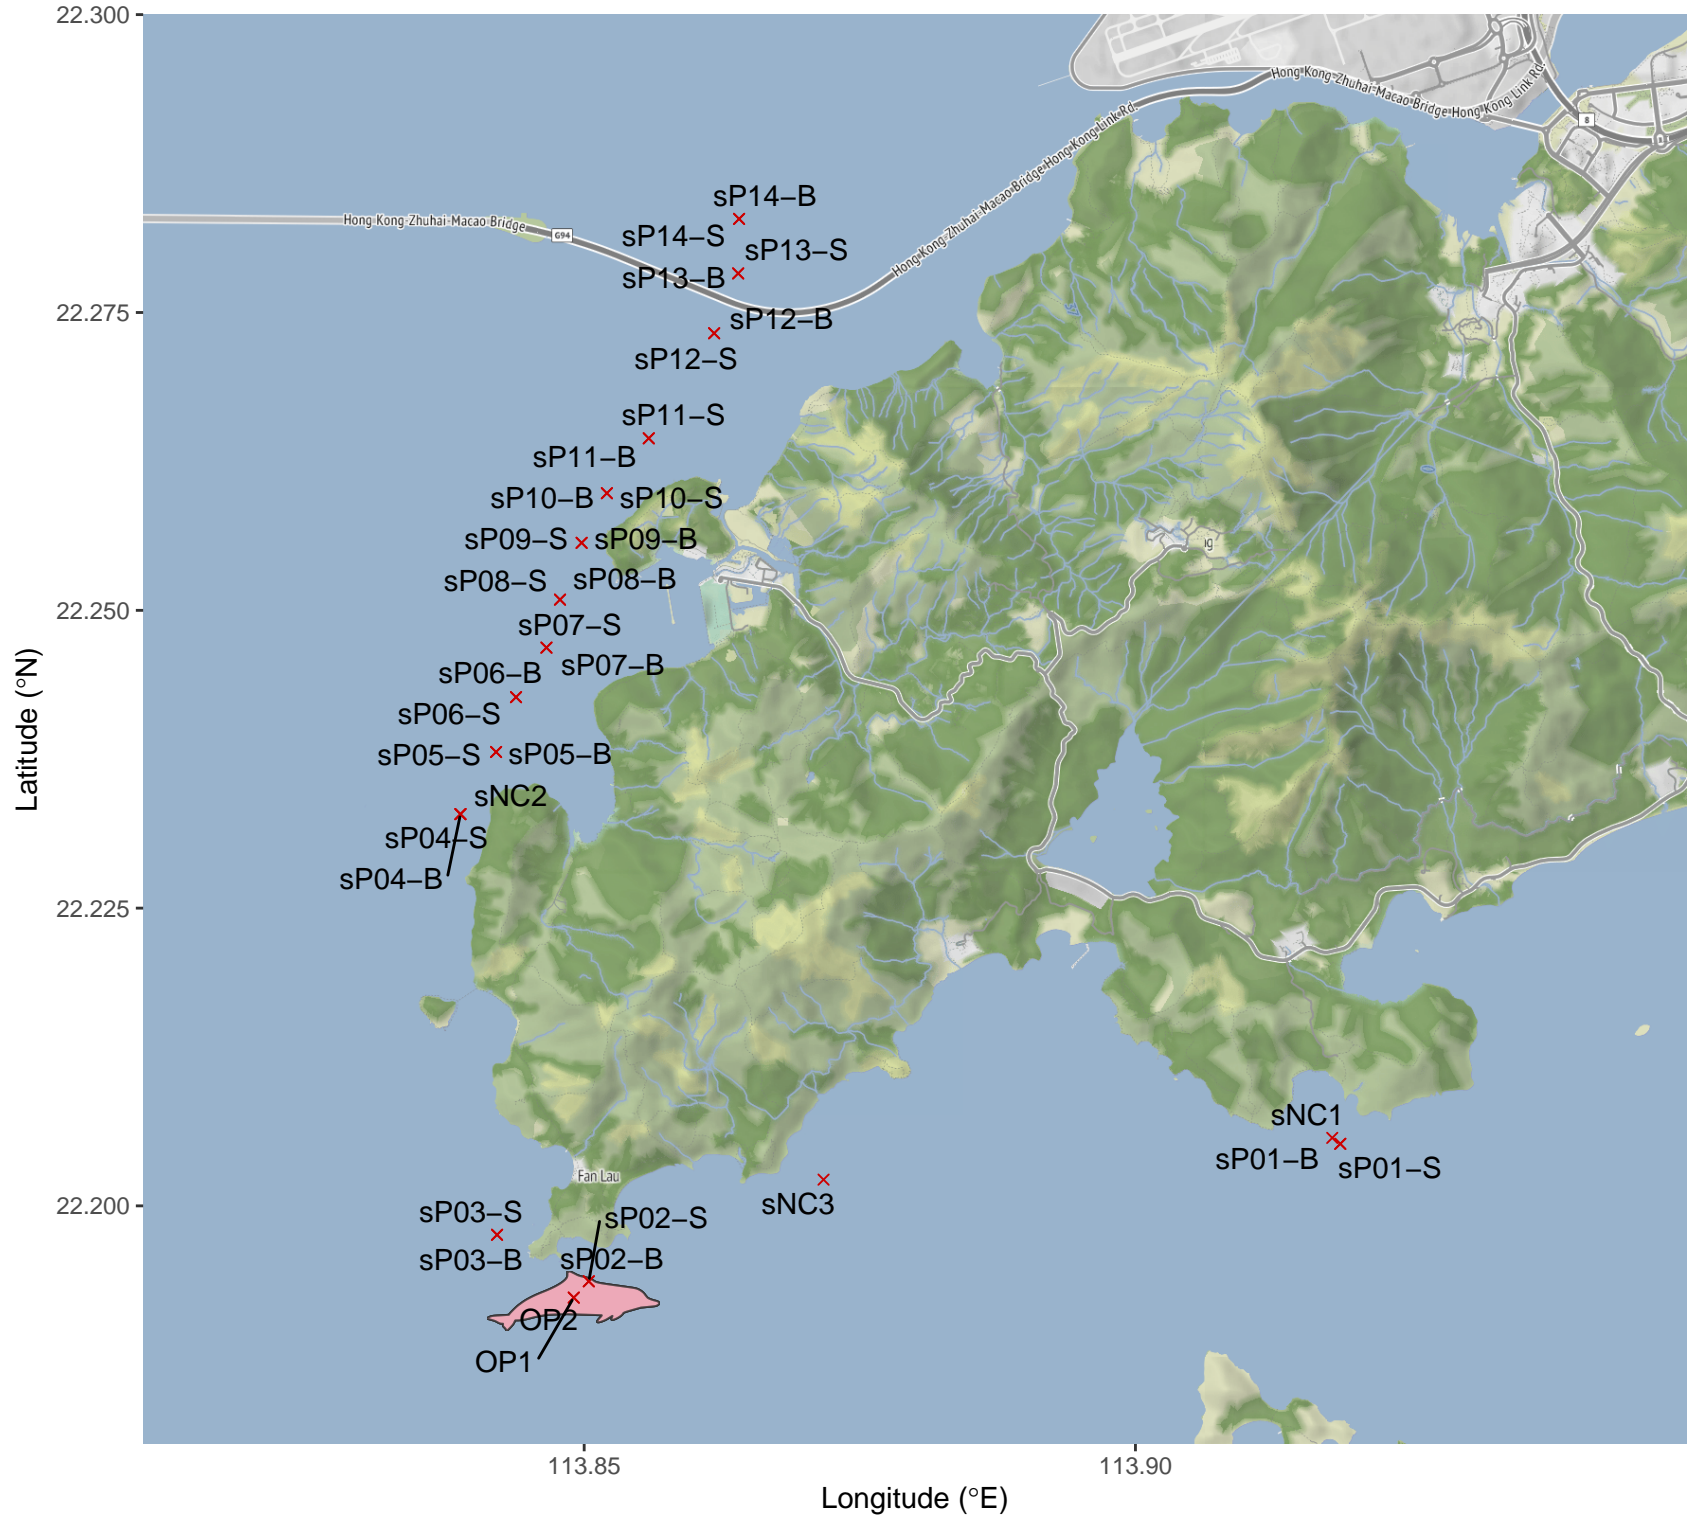 22.300
Hong Kong-Zhuhai-Macao Bridge Hong Kong Link Rd.
8
1
Hong Kong-Zhuhai-Macao Bridge Hong Kong Link Rd.
sP14−B
Hong Kong-Zhuhai-Macao Bridge
G94
sP14−S
sP13−S
sP13−B
22.275
sP12−B
sP12−S
sP11−S
sP11−B
sP10−B
sP10−S
sP09−S
sP09−B
ıg
sP08−S
sP08−B
22.250
sP07−S
sP07−B
sP06−B
sP06−S
sP05−S
sP05−B
Latitude (°N)
sNC2
sP04−S
sP04−B
22.225
sNC1
sP01−B
sP01−S
Fan Lau
22.200
sNC3
sP03−S
sP02−S
sP03−B
sP02−B
OP2
OP1
113.85
113.90
Longitude (°E)